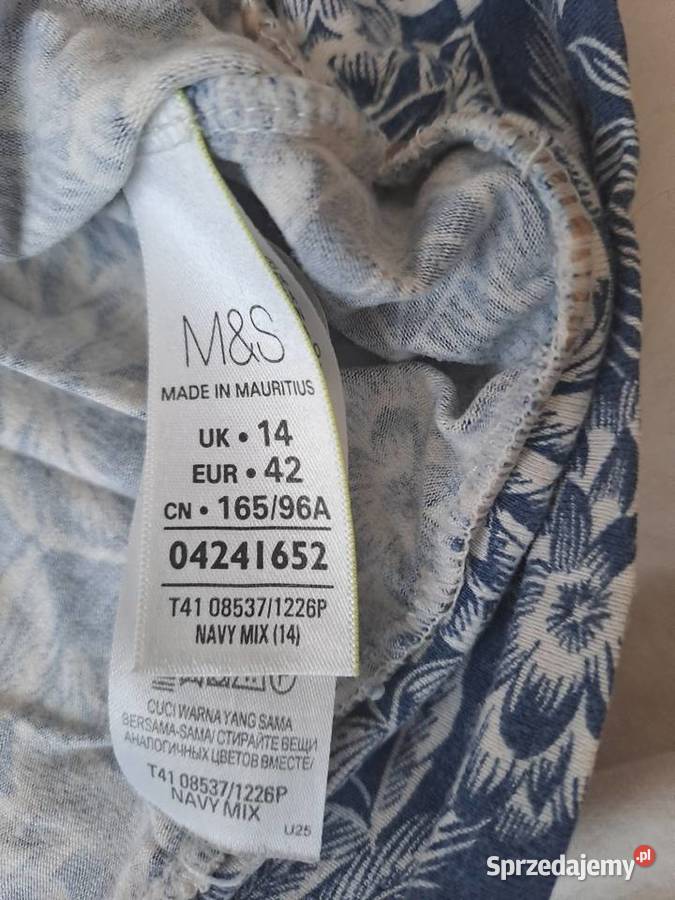 M&S
MADE IN MAURITIUS
UK • 14
EUR • 42
CN • 165/96A
04241652
T41 08537/1226P
NAVY MIX (14)
CUCI WARNA YANG SAMA
BERSAMA-SAMA/ СТИРАЙТЕ ВЕЩИ
АНАЛОГИЧНЫХ ЦВЕТОВ ВМЕСТЕ/
T41 08537/1226P
NAVY MIX
U25
Sprzedajemy.pl